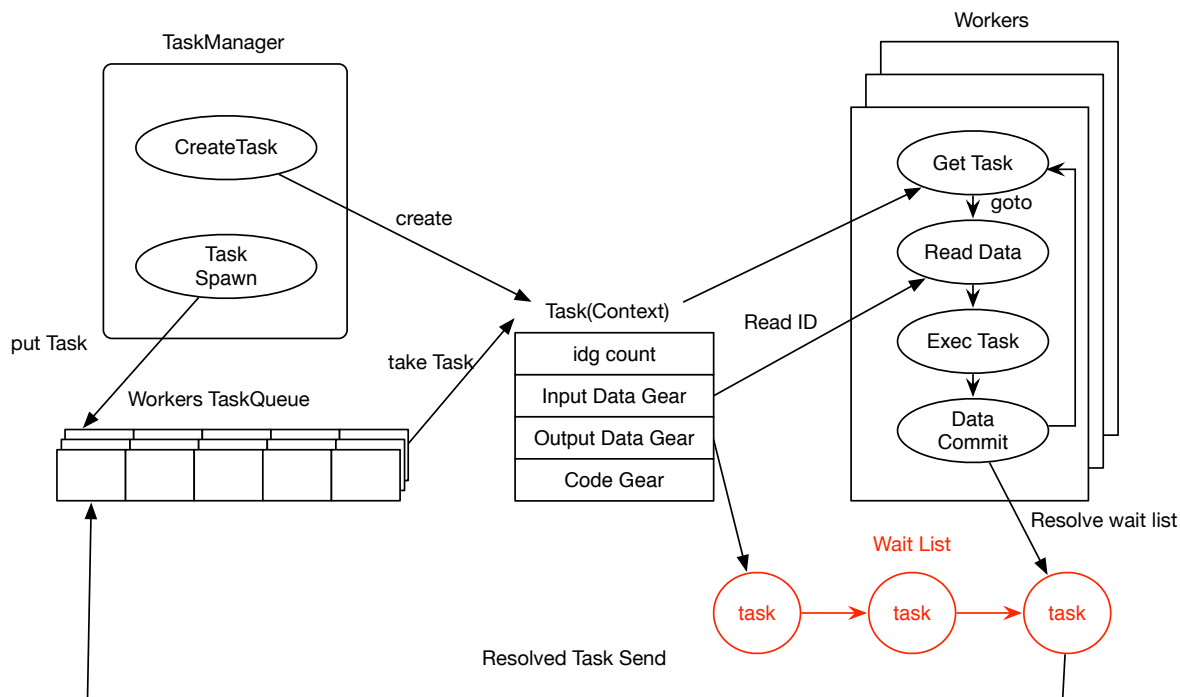 Workers
TaskManager
CreateTask
Get Task
goto
create
Task
Spawn
Read Data
Task(Context)
Read ID
put Task
idg count
Exec Task
take Task
Workers TaskQueue
Input Data Gear
Output Data Gear
Data
Commit
Code Gear
Resolve wait list
Wait List
task
task
task
Resolved Task Send